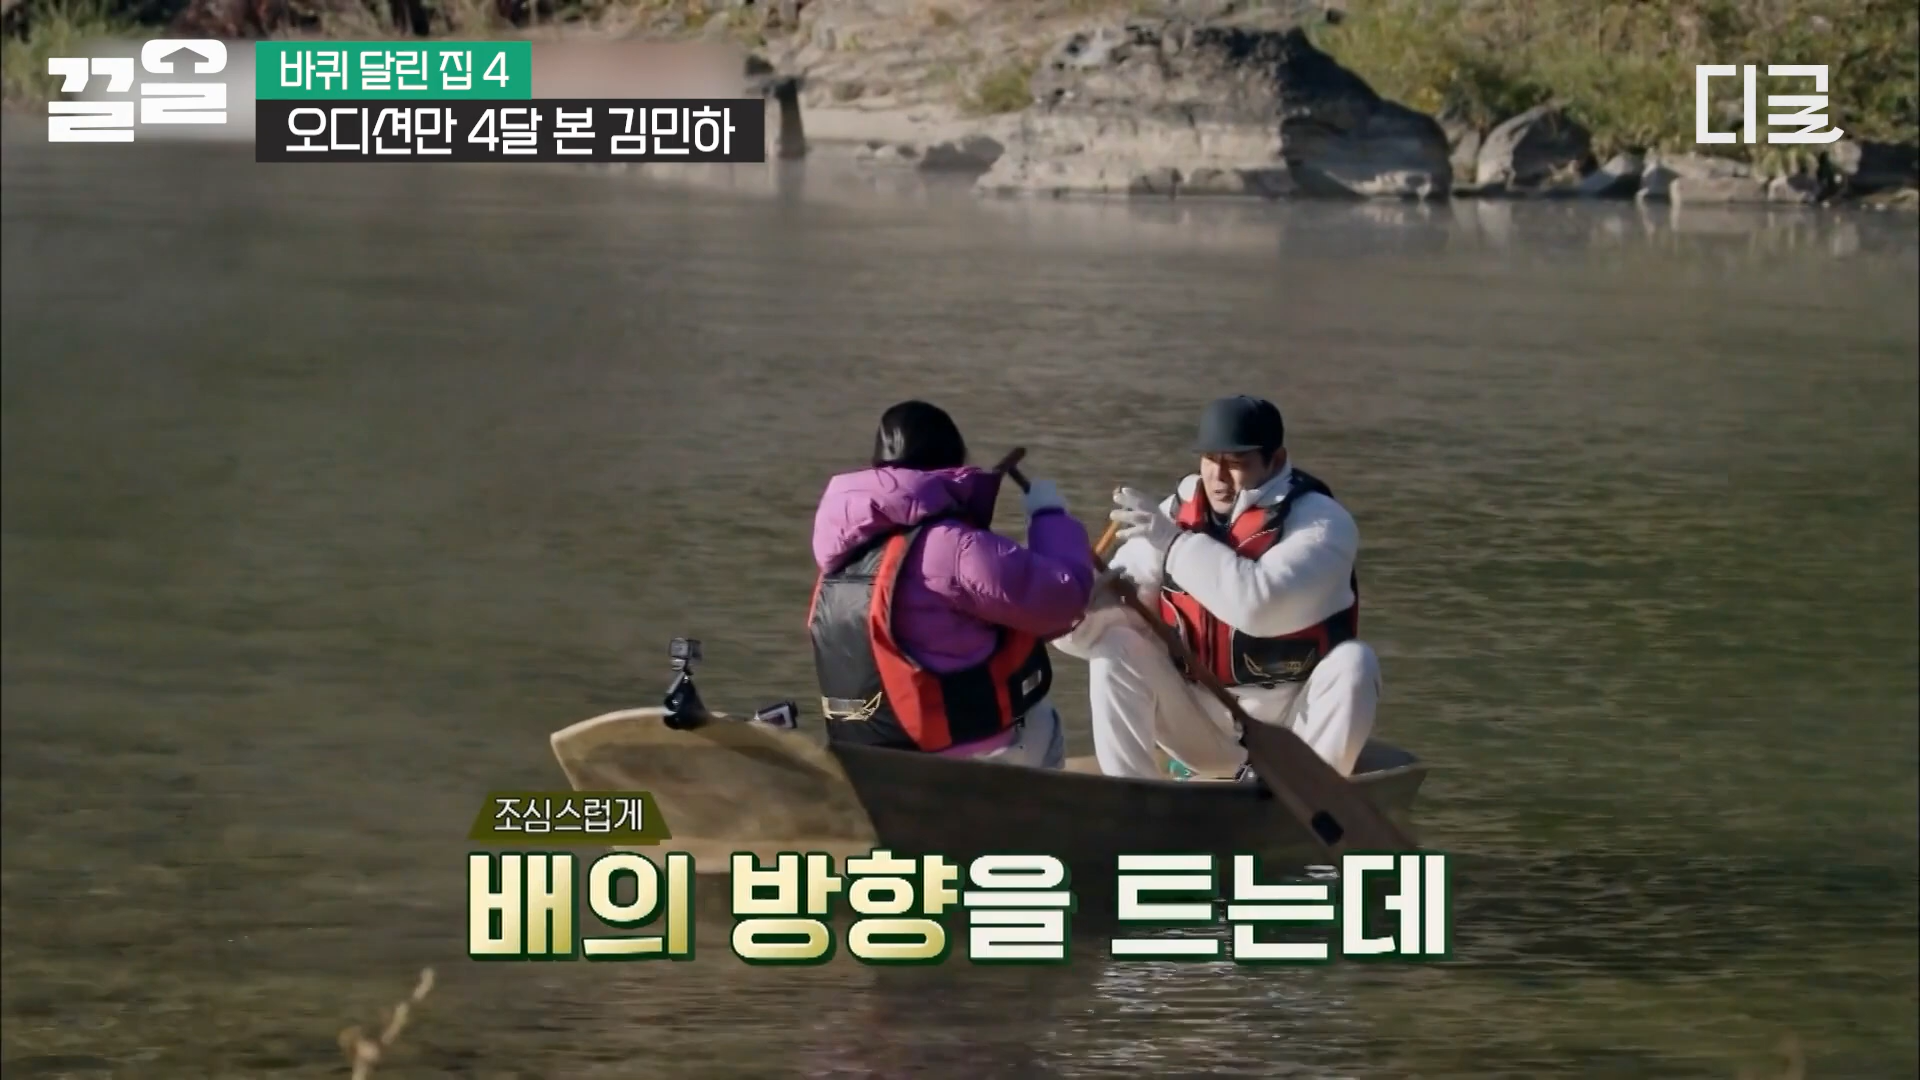 끌올
바퀴 달린 집 4
오디션만 4달 본 김민하
디글
조심스럽게
배의 방향을 트는데